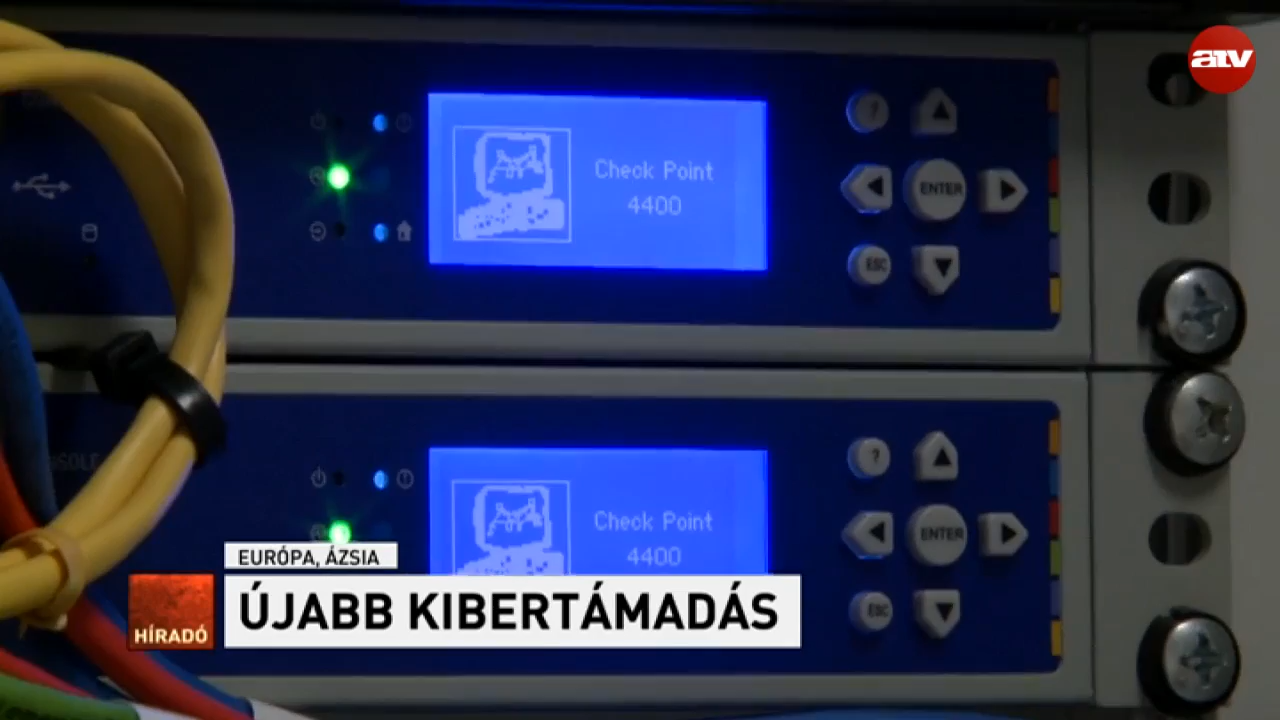 atv
?
Check Point
4400
ENTER
ESC
?
Check Point
4400
ENTER
ESC
EURÓPA, ÁZSIA
ÚJABB KIBERTÁMADÁS
HÍRADÓ